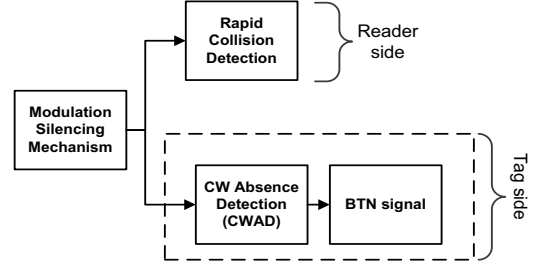 Rapid
Collision
Detection
Reader
side
Modulation
Silencing
Mechanism
CW Absence
Detection
(CWAD)
BTN signal
Tag side